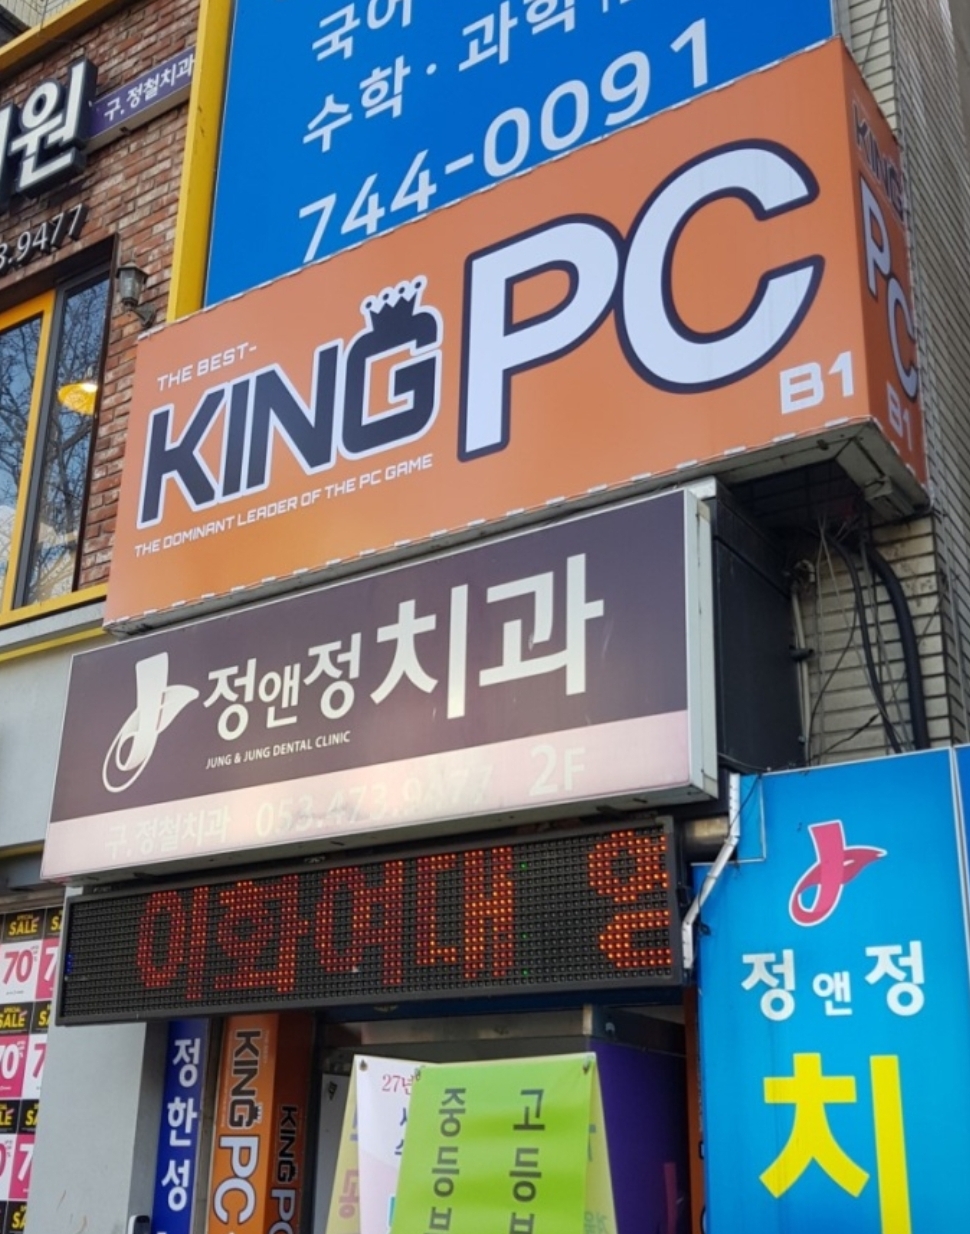 국어
수학·과학
744-0091
원
구.정철치과
3.9477
THE BEST-
KING PC
B1
THE DOMINANT LEADER OF THE PC GAME
KING
PC
B1
정앤정치과
JUNG & JUNG DENTAL CLINIC
구.정철치과 053.473.9477 2F
이화여대
정앤정
치
SALE
70
SALE
70
정한성
KING PC
KING PC
27년
중등
고등